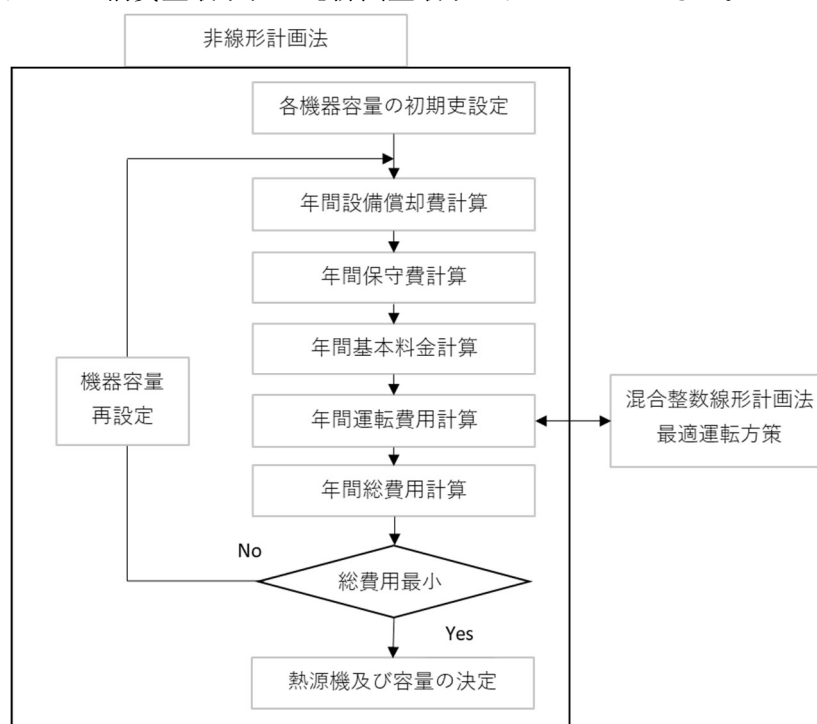 非線形計画法
各機器容量の初期吏設定
年間設備償却費計算
年間保守費計算
年間基本料金計算
機器容量
再設定
年間運転費用計算
混合整数線形計画法
最適運転方策
年間総費用計算
No
総費用最小
Yes
熱源機及び容量の決定